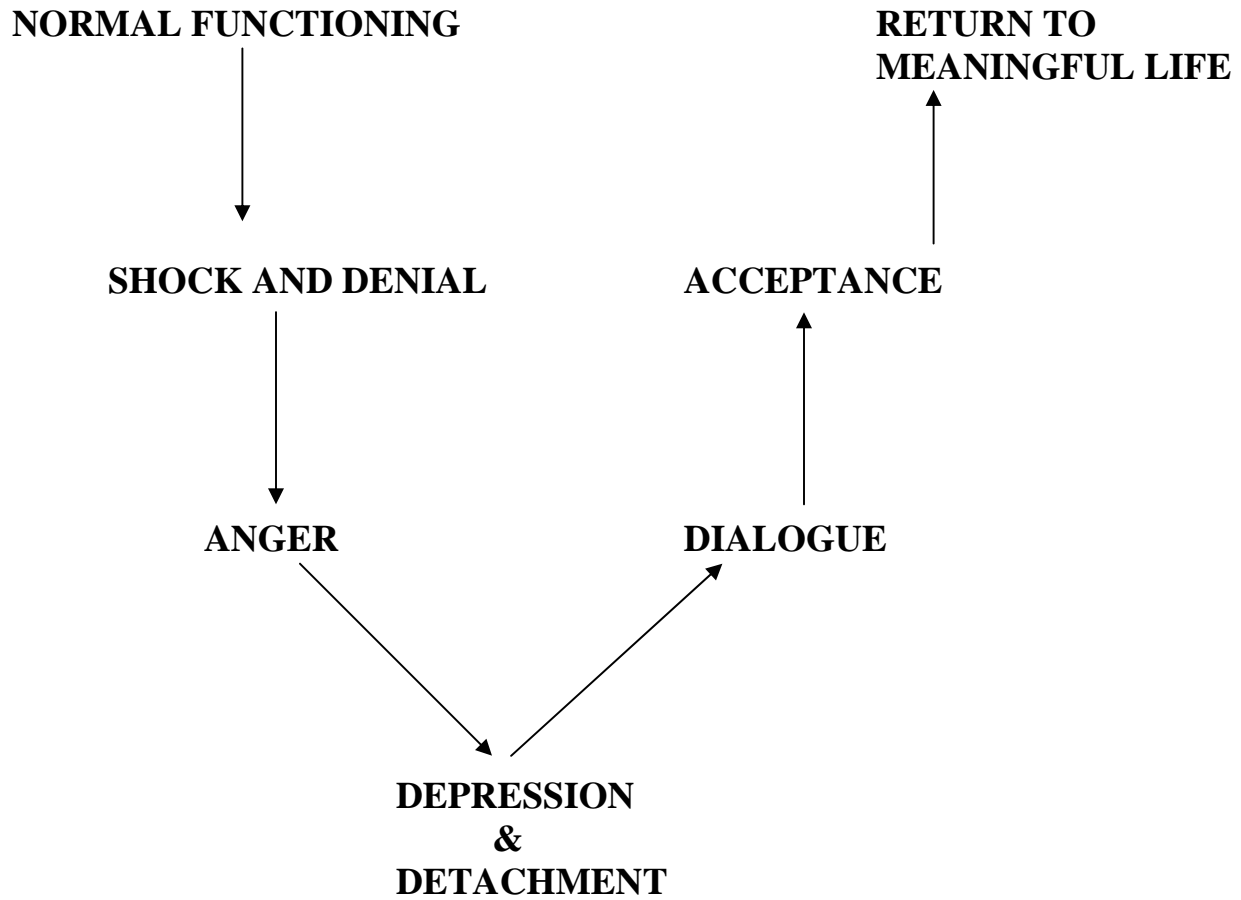 NORMAL FUNCTIONING
RETURN TO
MEANINGFUL LIFE
SHOCK AND DENIAL
ACCEPTANCE
ANGER
DIALOGUE
DEPRESSION
&
DETACHMENT